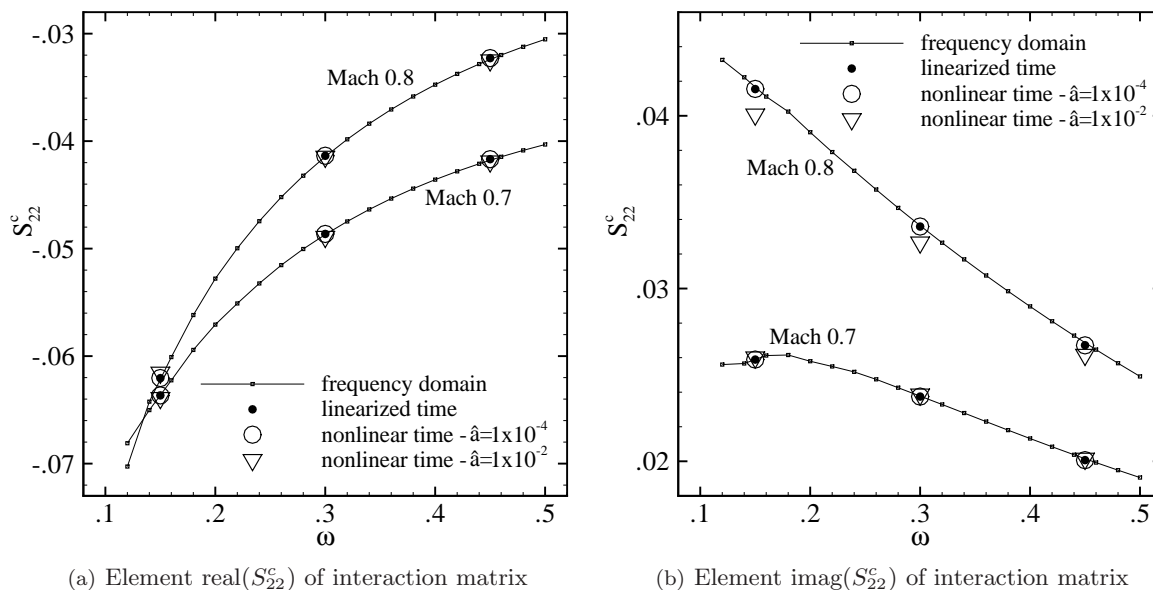 -.03
-.04
-.05
-.06
-.07
S^c_22
Mach 0.8
Mach 0.7
frequency domain
linearized time
nonlinear time - â=1x10^-4
nonlinear time - â=1x10^-2
.1 .2 .3 .4 .5
ω
(a) Element real(S^c_22) of interaction matrix
.04
.03
.02
S^c_22
frequency domain
linearized time
nonlinear time - â=1x10^-4
nonlinear time - â=1x10^-2
Mach 0.8
Mach 0.7
.1 .2 .3 .4 .5
ω
(b) Element imag(S^c_22) of interaction matrix